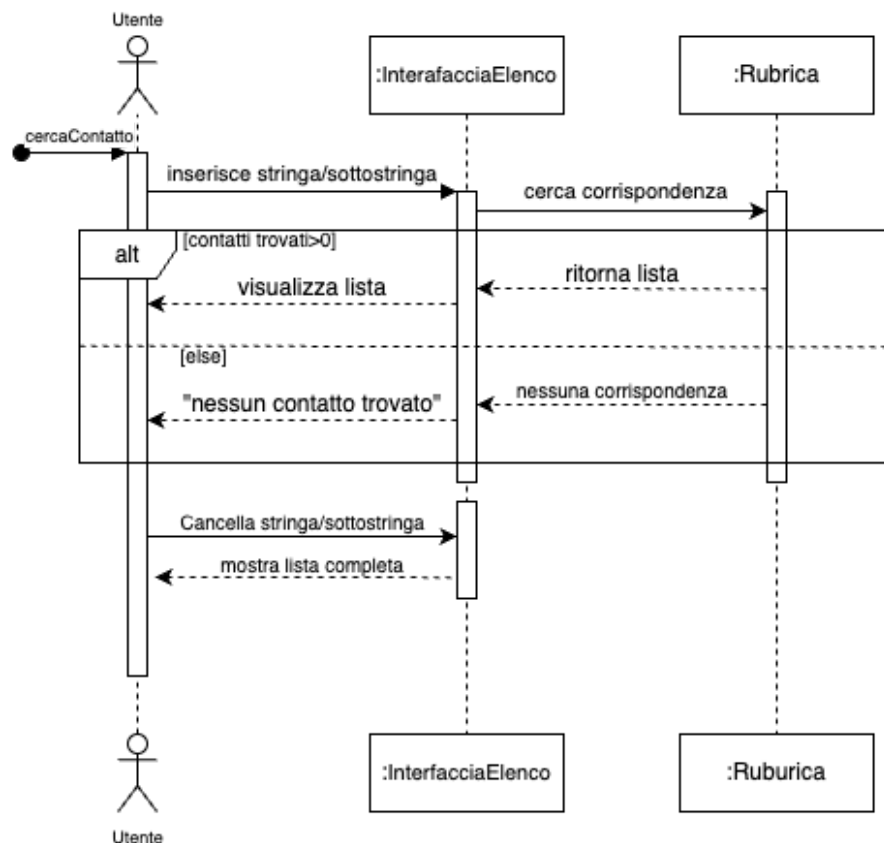 Utente
:InterafacciaElenco
:Rubrica
cercaContatto
inserisce stringa/sottostringa
cerca corrispondenza
alt
[contatti trovati>0]
ritorna lista
visualizza lista
[else]
nessuna corrispondenza
"nessun contatto trovato"
Cancella stringa/sottostringa
mostra lista completa
:InterfacciaElenco
:Ruburica
Utente